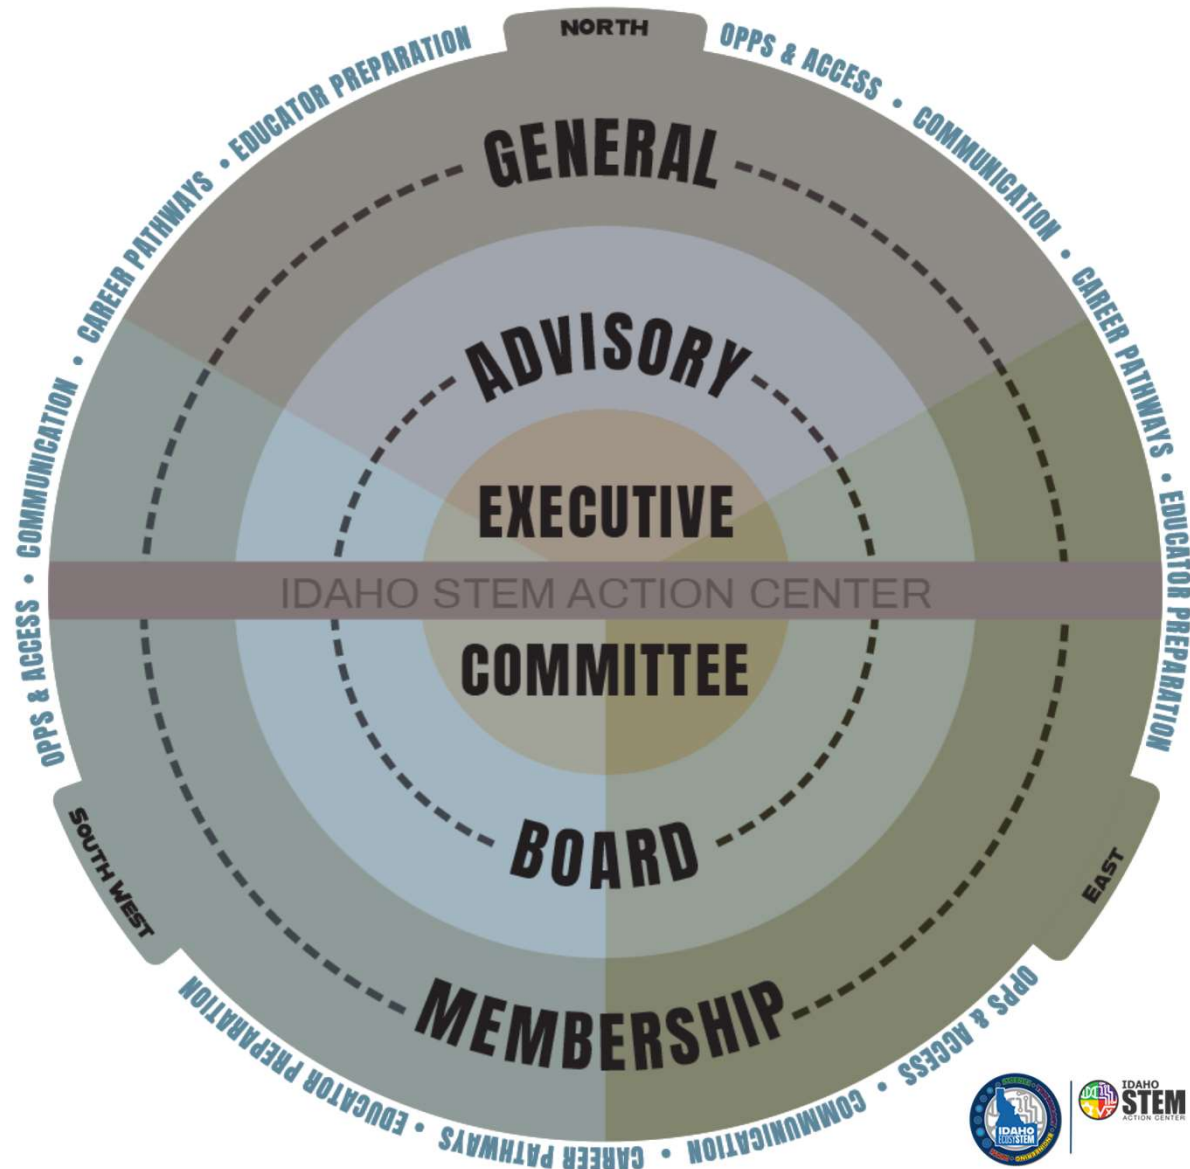 NORTH
OPPS & ACCESS • COMMUNICATION • CAREER PATHWAYS • EDUCATOR PREPARATION
EAST
OPPS & ACCESS • COMMUNICATION • CAREER PATHWAYS • EDUCATOR PREPARATION
SOUTH WEST
OPPS & ACCESS • COMMUNICATION • CAREER PATHWAYS • EDUCATOR PREPARATION
GENERAL
ADVISORY
EXECUTIVE
IDAHO STEM ACTION CENTER
COMMITTEE
BOARD
MEMBERSHIP
IDAHO
ECOSYSTEM
IDAHO
STEM
ACTION CENTER